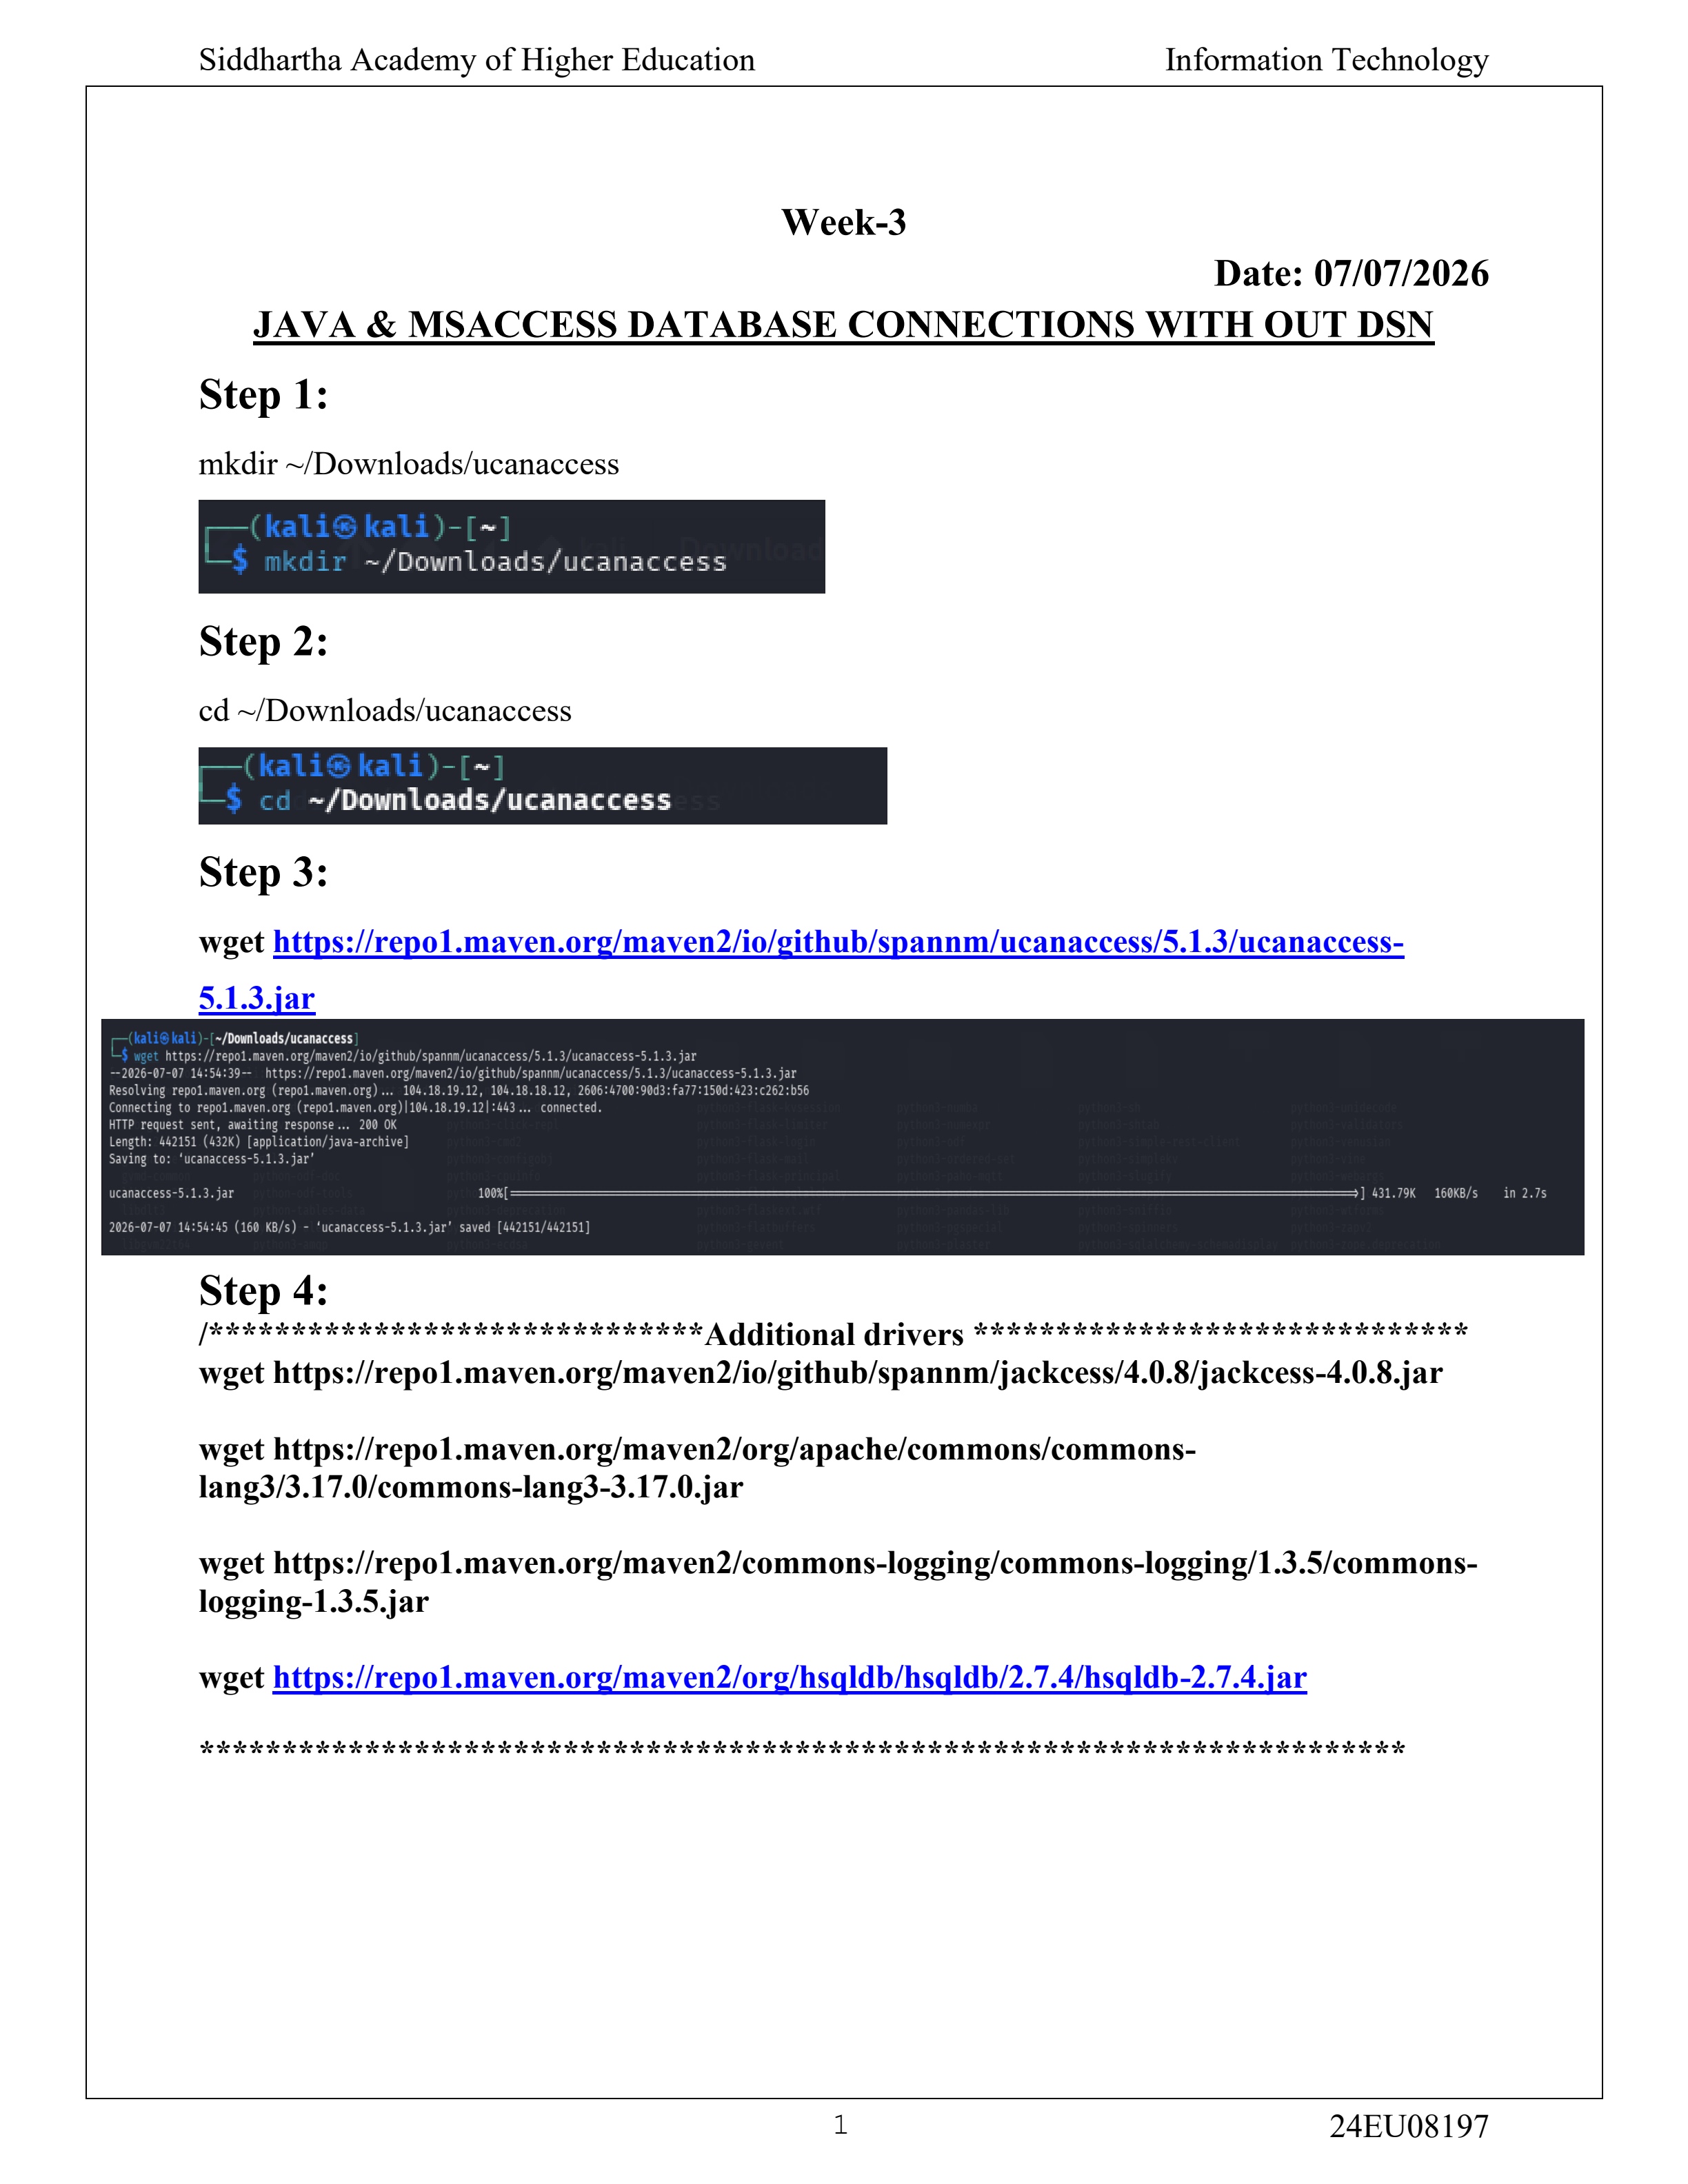 Siddhartha Academy of Higher Education Information Technology
Week-3
Date: 07/07/2026
JAVA & MSACCESS DATABASE CONNECTIONS WITH OUT DSN
Step 1:
mkdir ~/Downloads/ucanaccess
(kali㉿kali)-[~]
$ mkdir ~/Downloads/ucanaccess
Step 2:
cd ~/Downloads/ucanaccess
(kali㉿kali)-[~]
$ cd ~/Downloads/ucanaccess
Step 3:
wget https://repo1.maven.org/maven2/io/github/spannm/ucanaccess/5.1.3/ucanaccess-
5.1.3.jar
(kali㉿kali)-[~/Downloads/ucanaccess]
$ wget https://repo1.maven.org/maven2/io/github/spannm/ucanaccess/5.1.3/ucanaccess-5.1.3.jar
--2026-07-07 14:54:39-- https://repo1.maven.org/maven2/io/github/spannm/ucanaccess/5.1.3/ucanaccess-5.1.3.jar
Resolving repo1.maven.org (repo1.maven.org)... 104.18.19.12, 104.18.18.12, 2606:4700:90d3:fa77:150d:423:c262:b56
Connecting to repo1.maven.org (repo1.maven.org)|104.18.19.12|:443... connected.
HTTP request sent, awaiting response... 200 OK
Length: 442151 (432K) [application/java-archive]
Saving to: ‘ucanaccess-5.1.3.jar’
ucanaccess-5.1.3.jar 100%[=====================>] 431.79K 160KB/s in 2.7s
2026-07-07 14:54:45 (160 KB/s) - ‘ucanaccess-5.1.3.jar’ saved [442151/442151]
Step 4:
/******************************Additional drivers ******************************
wget https://repo1.maven.org/maven2/io/github/spannm/jackcess/4.0.8/jackcess-4.0.8.jar
wget https://repo1.maven.org/maven2/org/apache/commons/commons-
lang3/3.17.0/commons-lang3-3.17.0.jar
wget https://repo1.maven.org/maven2/commons-logging/commons-logging/1.3.5/commons-
logging-1.3.5.jar
wget https://repo1.maven.org/maven2/org/hsqldb/hsqldb/2.7.4/hsqldb-2.7.4.jar
*************************************************************************
1 24EU08197